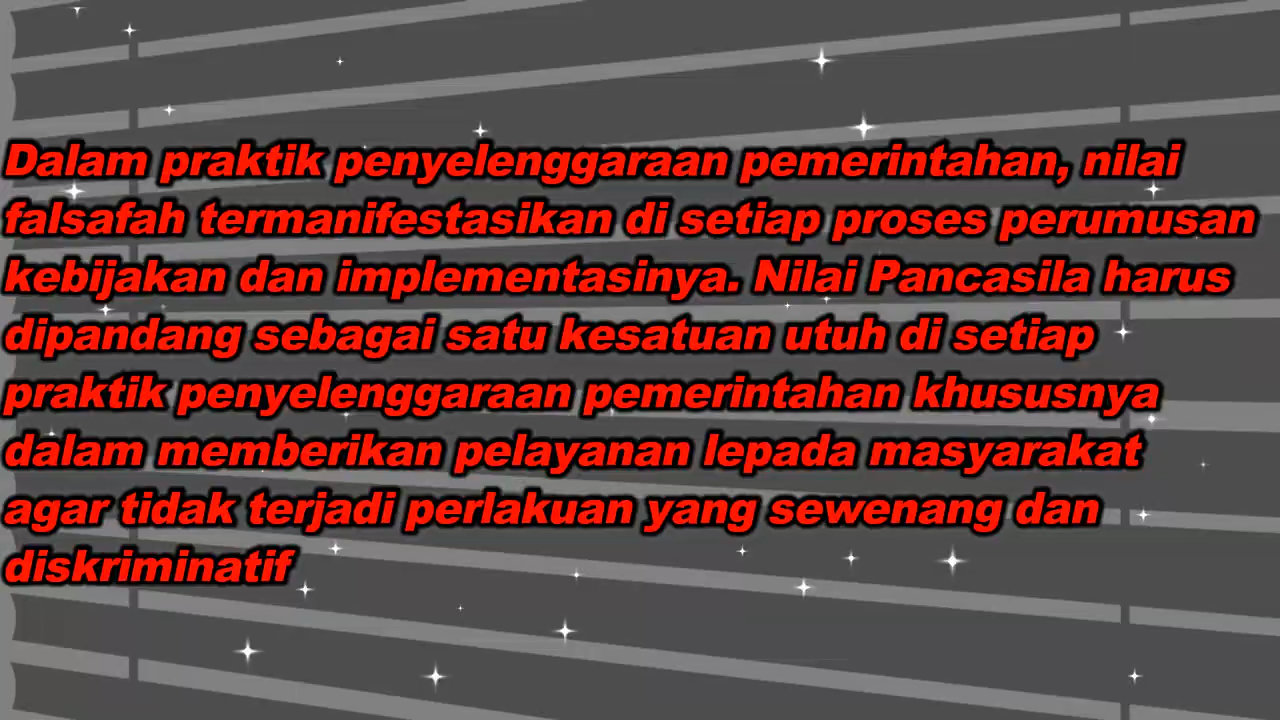 Dalam praktik penyelenggaraan pemerintahan, nilai
falsafah termanifestasikan di setiap proses perumusan
kebijakan dan implementasinya. Nilai Pancasila harus
dipandang sebagai satu kesatuan utuh di setiap
praktik penyelenggaraan pemerintahan khususnya
dalam memberikan pelayanan lepada masyarakat
agar tidak terjadi perlakuan yang sewenang dan
diskriminatif